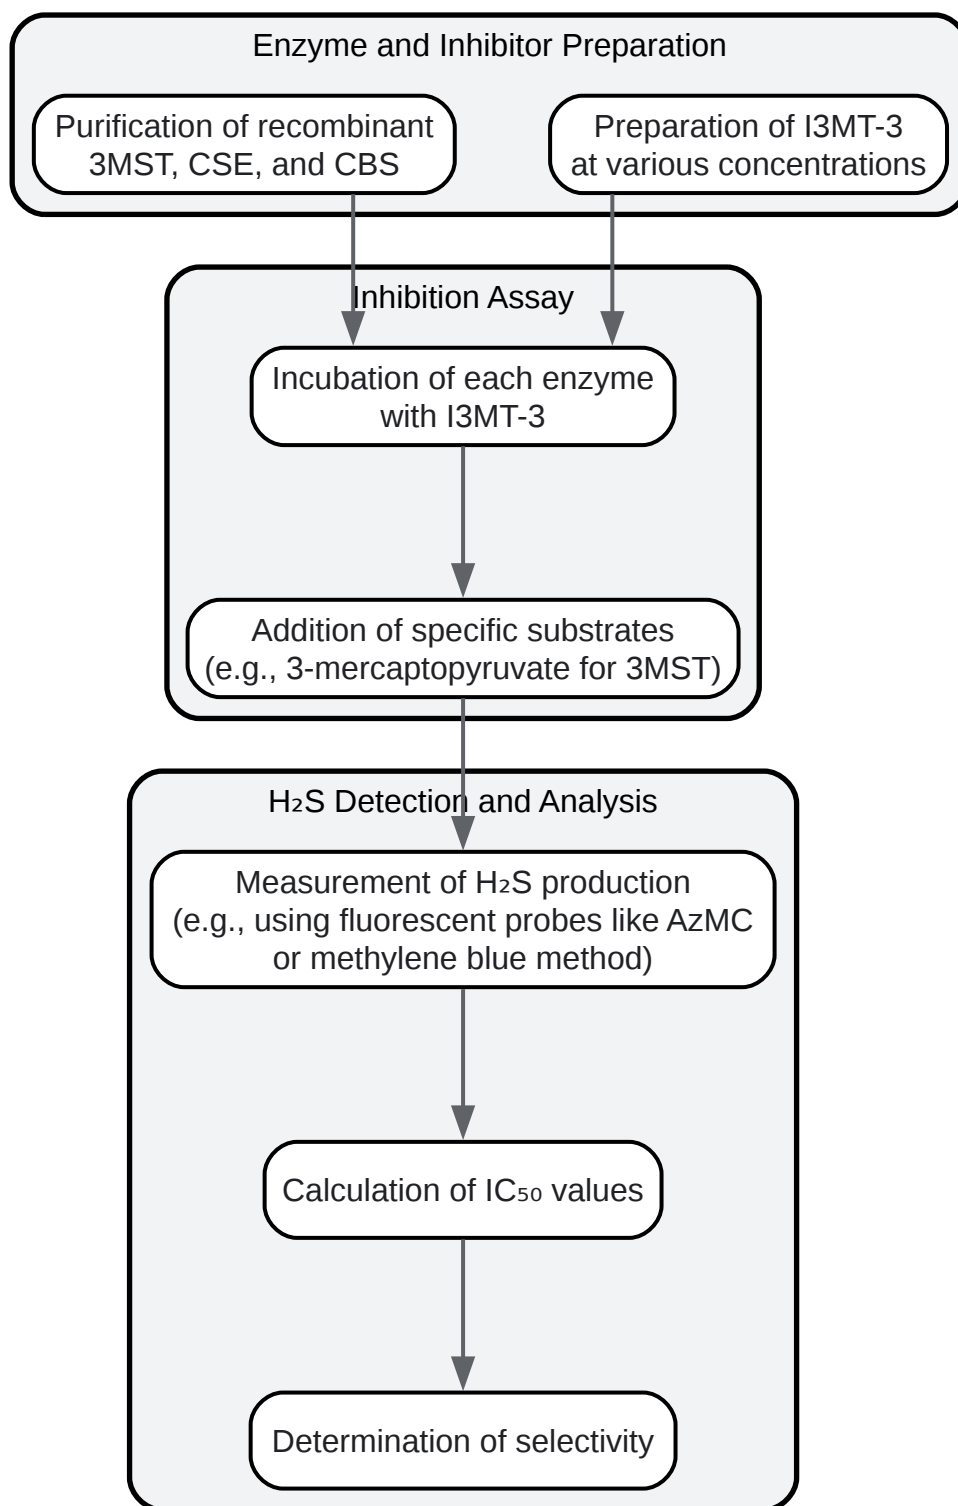 Enzyme and Inhibitor Preparation
Purification of recombinant
3MST, CSE, and CBS
Preparation of I3MT-3
at various concentrations
Inhibition Assay
Incubation of each enzyme
with I3MT-3
Addition of specific substrates
(e.g., 3-mercaptopyruvate for 3MST)
H₂S Detection and Analysis
Measurement of H₂S production
(e.g., using fluorescent probes like AzMC
or methylene blue method)
Calculation of IC₅₀ values
Determination of selectivity